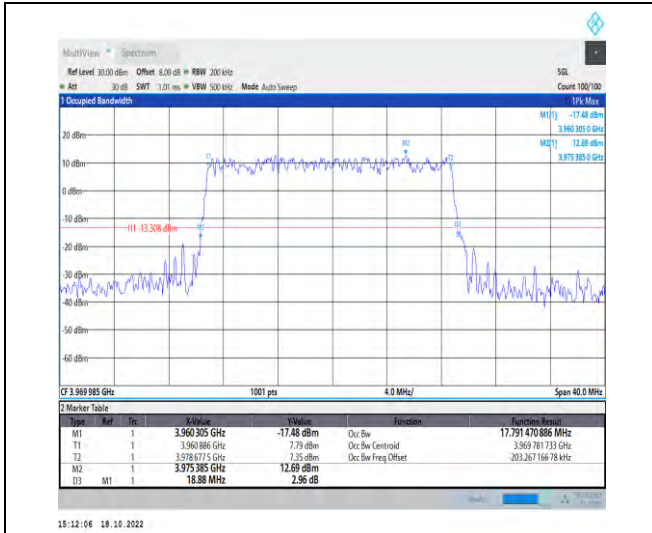 MultiView Spectrum
Ref Level 30.00 dBm Offset 8.09 dB RBW 200 kHz SGL
Att 30 dB SWT 1.01 ms VBW 500 kHz Mode Auto Sweep Count 100/100
1 Occupied Bandwidth 1Pk Max
M1[1] -17.48 dBm
3.960 305 0 GHz
M2[1] 12.69 dBm
3.975 385 0 GHz
20 dBm
M2
T1 T2
10 dBm
0 dBm
-10 dBm
H1 -13.308 dBm M1 D3
-20 dBm
-30 dBm
-40 dBm
-50 dBm
-60 dBm
CF 3.969 985 GHz 1001 pts 4.0 MHz/ Span 40.0 MHz
2 Marker Table
Type Ref Trc X-Value Y-Value Function Function Result
M1 1 3.960 305 GHz -17.48 dBm Occ Bw 17.791 470 886 MHz
T1 1 3.960 886 GHz 7.79 dBm Occ Bw Centroid 3.969 781 733 GHz
T2 1 3.978 677 5 GHz 7.35 dBm Occ Bw Freq Offset -203.267 166 78 kHz
M2 1 3.975 385 GHz 12.69 dBm
D3 M1 1 18.88 MHz 2.96 dB
15:12:06 18.10.2022